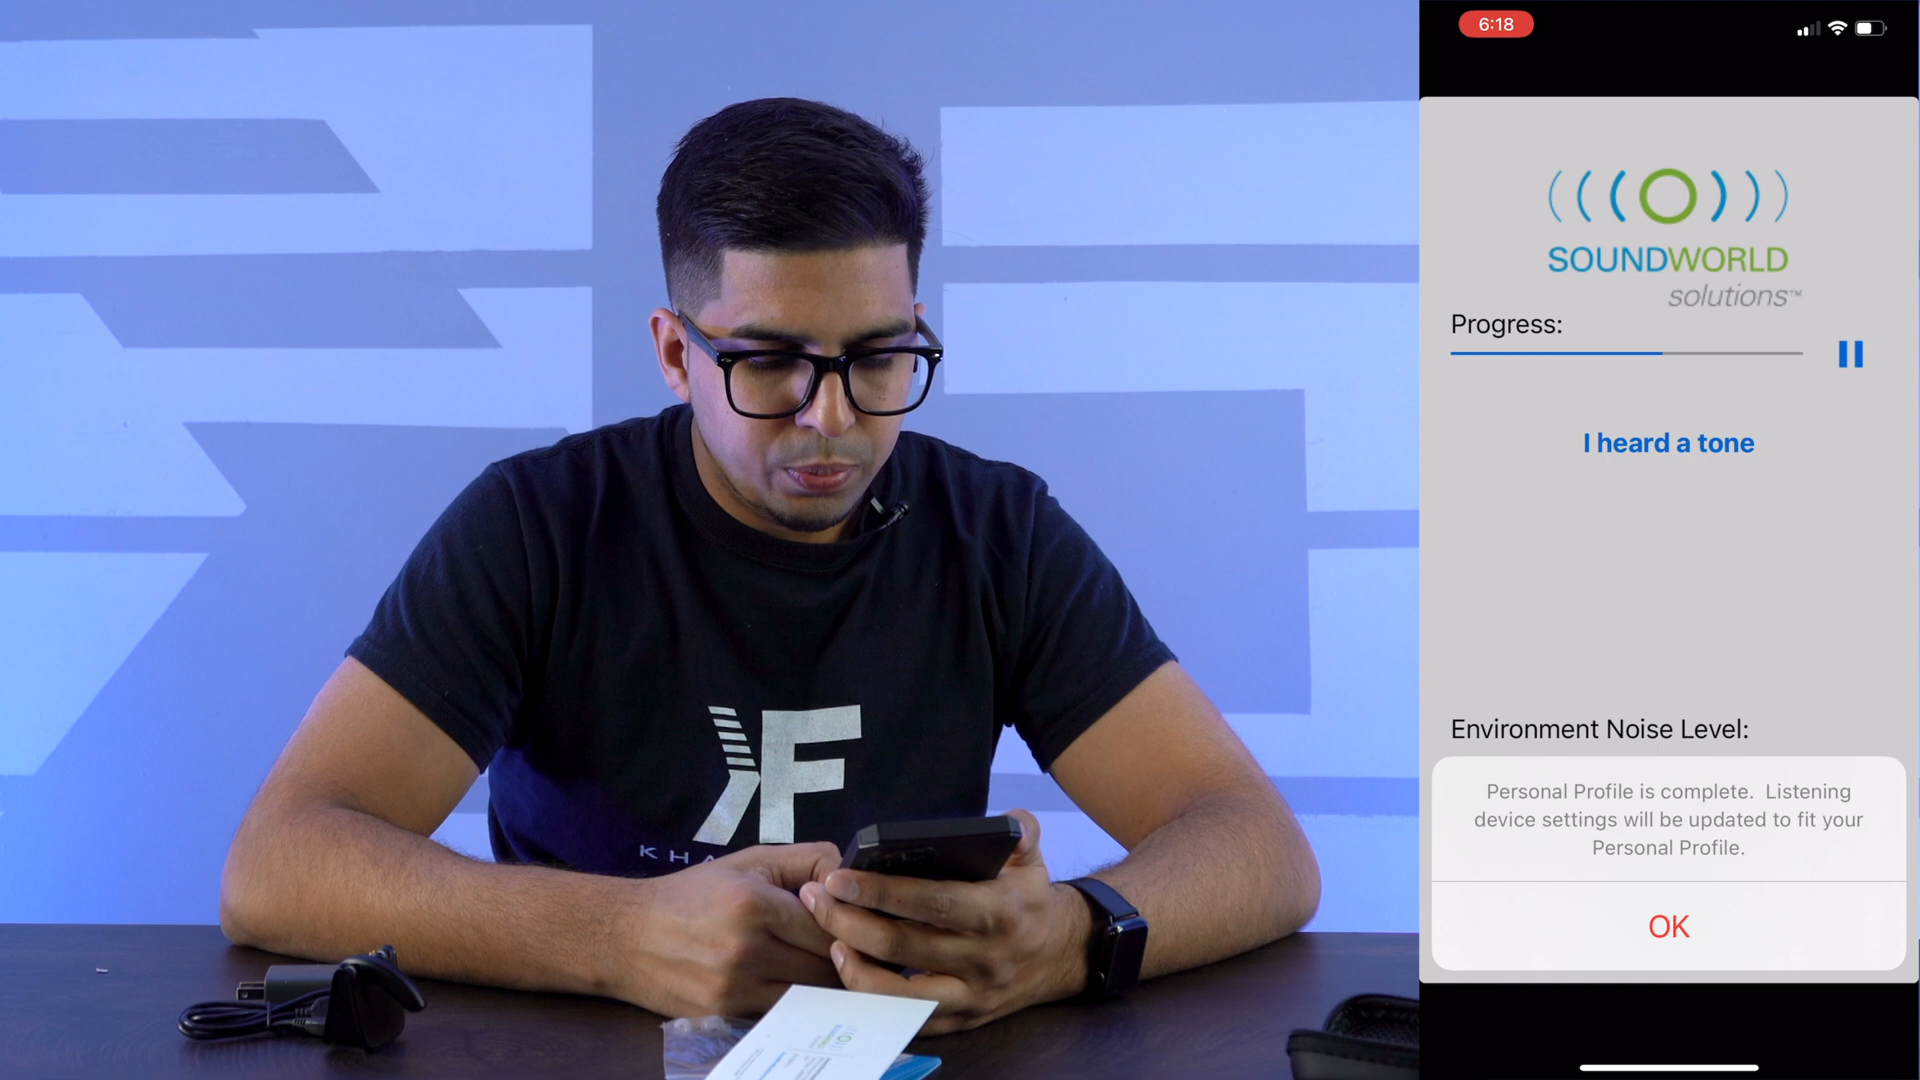 6:18
SOUNDWORLD
solutions™
Progress:
I heard a tone
Environment Noise Level:
Personal Profile is complete.  Listening
device settings will be updated to fit your
Personal Profile.
OK
KF
KHA